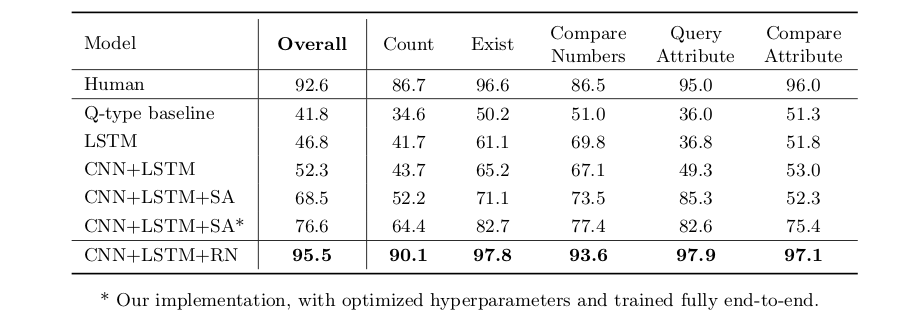 Model Overall Count Exist Compare Numbers Query Attribute Compare Attribute
Human 92.6 86.7 96.6 86.5 95.0 96.0
Q-type baseline 41.8 34.6 50.2 51.0 36.0 51.3
LSTM 46.8 41.7 61.1 69.8 36.8 51.8
CNN+LSTM 52.3 43.7 65.2 67.1 49.3 53.0
CNN+LSTM+SA 68.5 52.2 71.1 73.5 85.3 52.3
CNN+LSTM+SA* 76.6 64.4 82.7 77.4 82.6 75.4
CNN+LSTM+RN 95.5 90.1 97.8 93.6 97.9 97.1
* Our implementation, with optimized hyperparameters and trained fully end-to-end.